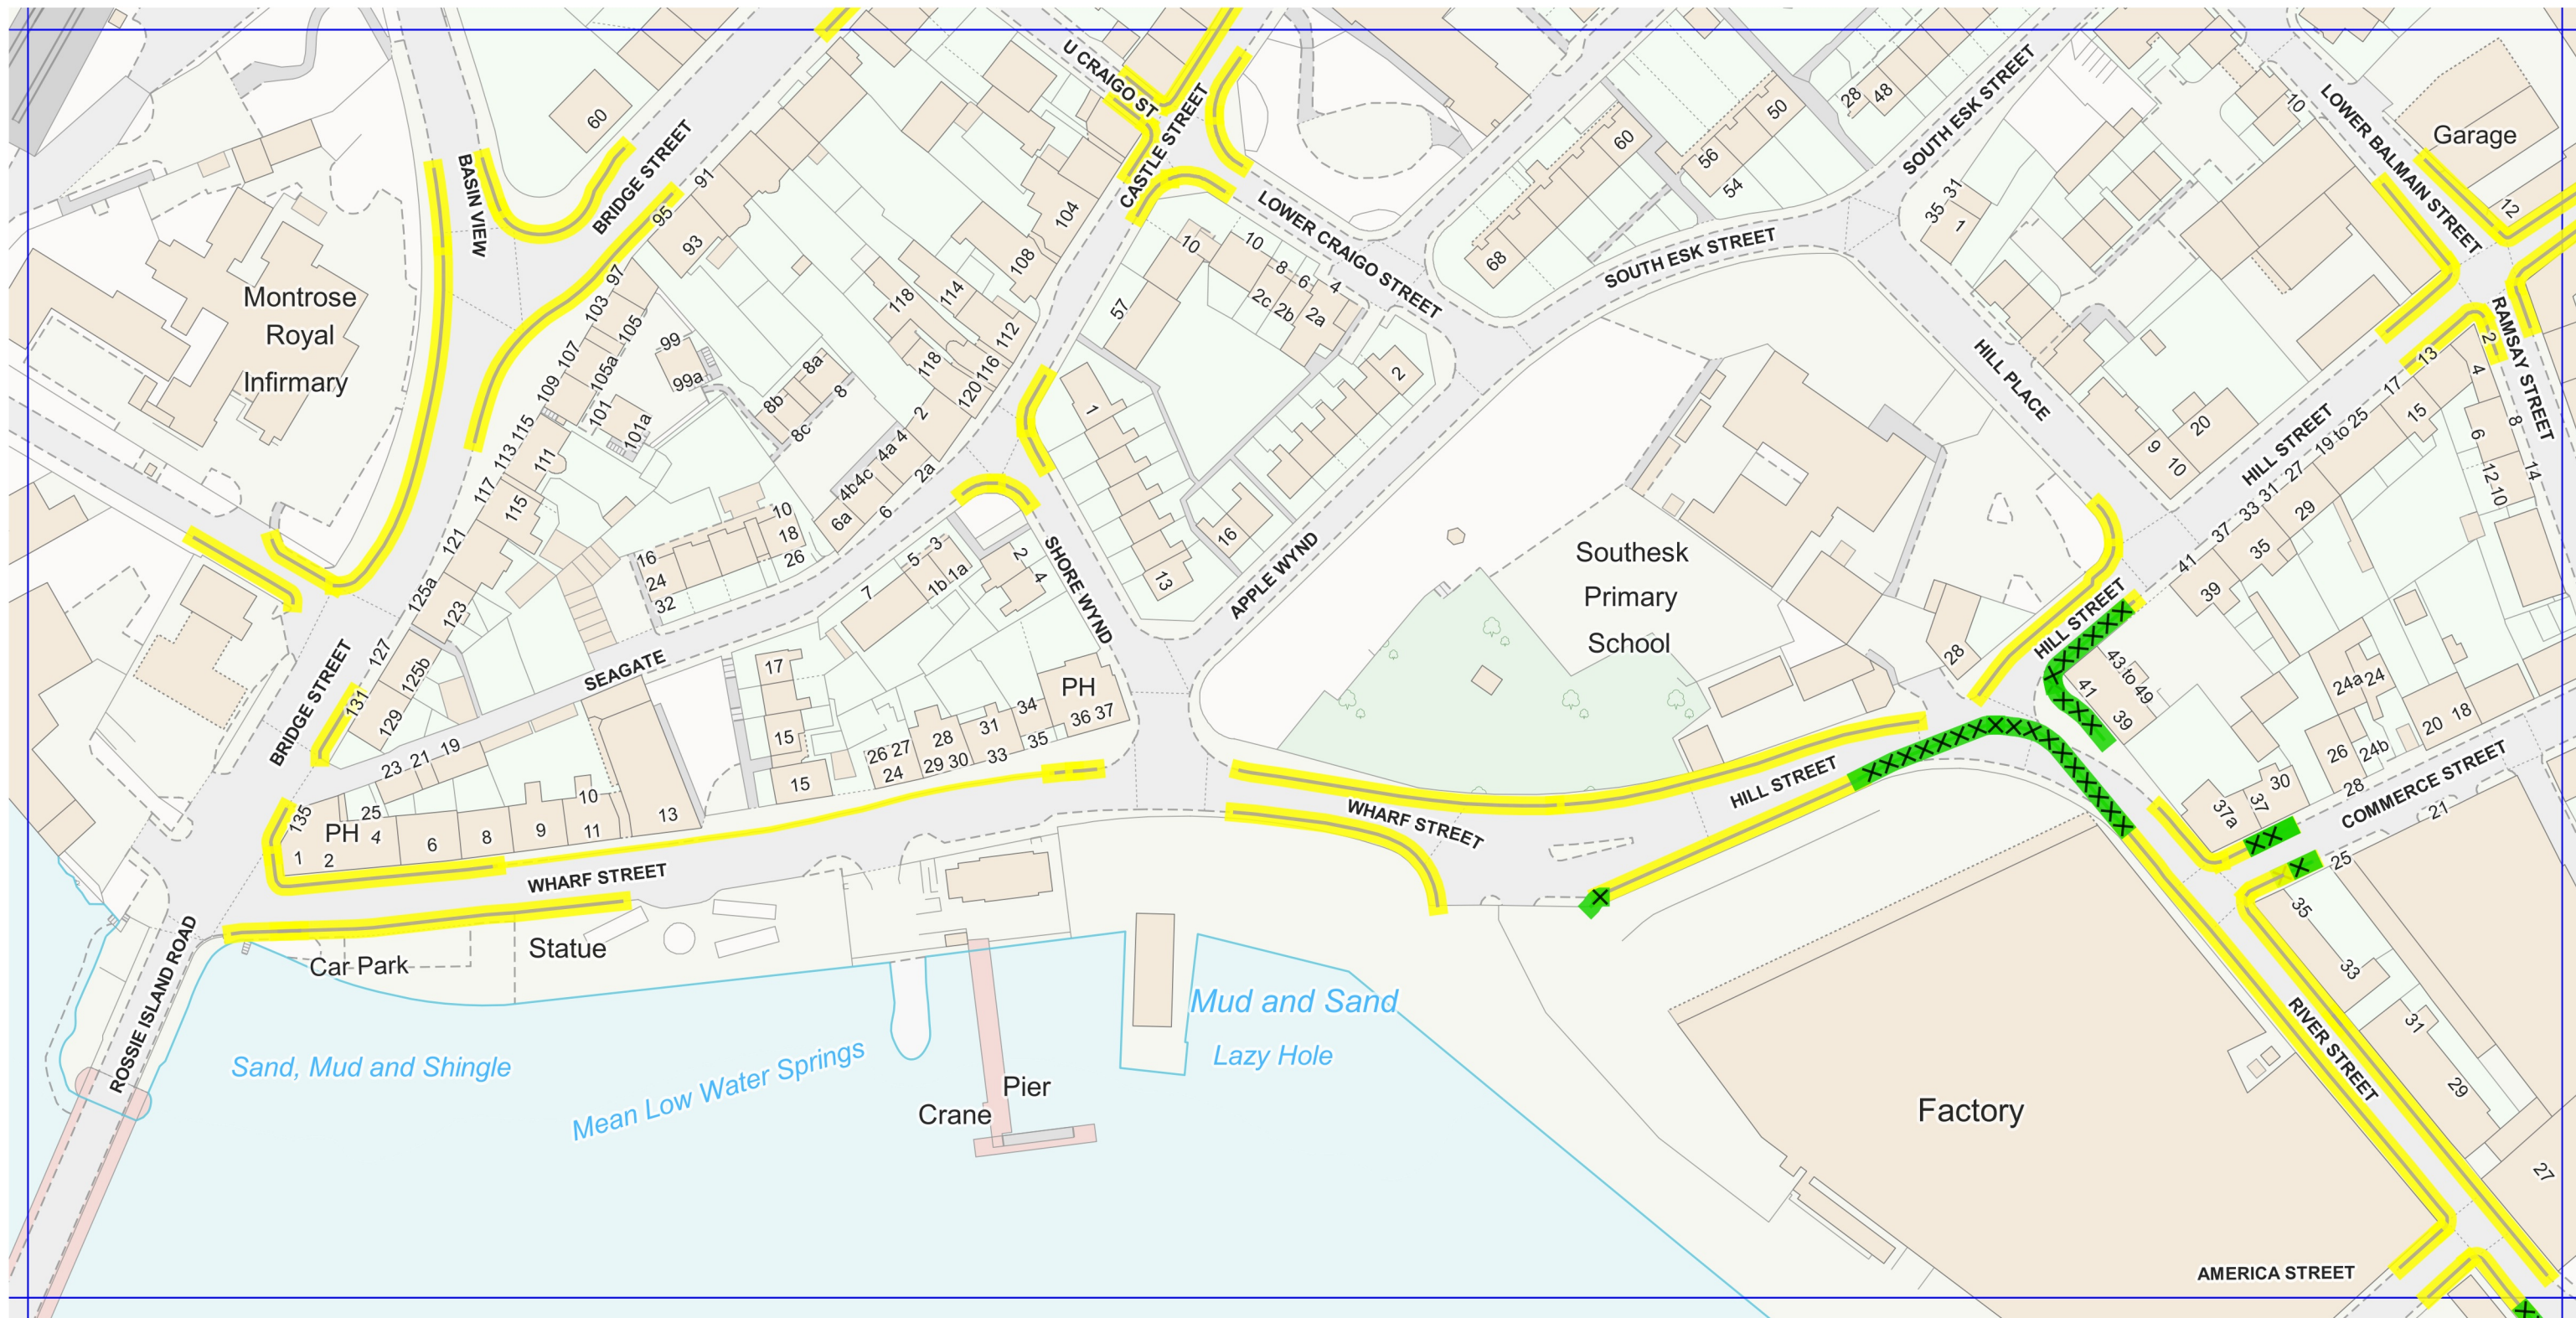 U CRAIGO ST
CASTLE STREET
60
BASIN VIEW
BRIDGE STREET
91
95
93
97
103
105
107
99
99a
105a
109
101
101a
115
113
111
117
115
121
125a
123
127
125b
131
129
BRIDGE STREET
Montrose
Royal
Infirmary
104
108
118
114
112
118
116
120
8a
8
8b
8c
2
4
4a
4b4c
2a
6a
6
10
18
26
16
24
32
SEAGATE
10
57
10
8
6
4
2c
2b
2a
LOWER CRAIGO STREET
1
13
2
16
APPLE WYND
SHORE WYND
2
4
3
5
1b 1a
7
17
15
15
PH
36 37
34
31
35
33
28
29 30
26 27
24
23 21 19
135
PH
25
4
1
2
6
8
9
10
11
13
WHARF STREET
Car Park
Statue
ROSSIE ISLAND ROAD
Sand, Mud and Shingle
Mean Low Water Springs
Crane
Pier
Mud and Sand
Lazy Hole
68
60
56
54
50
28
48
SOUTH ESK STREET
SOUTH ESK STREET
35 31
1
HILL PLACE
Southesk
Primary
School
28
WHARF STREET
HILL STREET
HILL STREET
HILL STREET
9
10
20
10
LOWER BALMAIN STREET
Garage
12
RAMSAY STREET
2
13
17
4
15
8
6
19 to 25
27
31
33
29
37
35
41
39
12-10
14
43 to 49
41
39
24a
24
20 18
26
24b
28
30
37
37a
COMMERCE STREET
21
25
35
33
31
29
27
RIVER STREET
Factory
AMERICA STREET